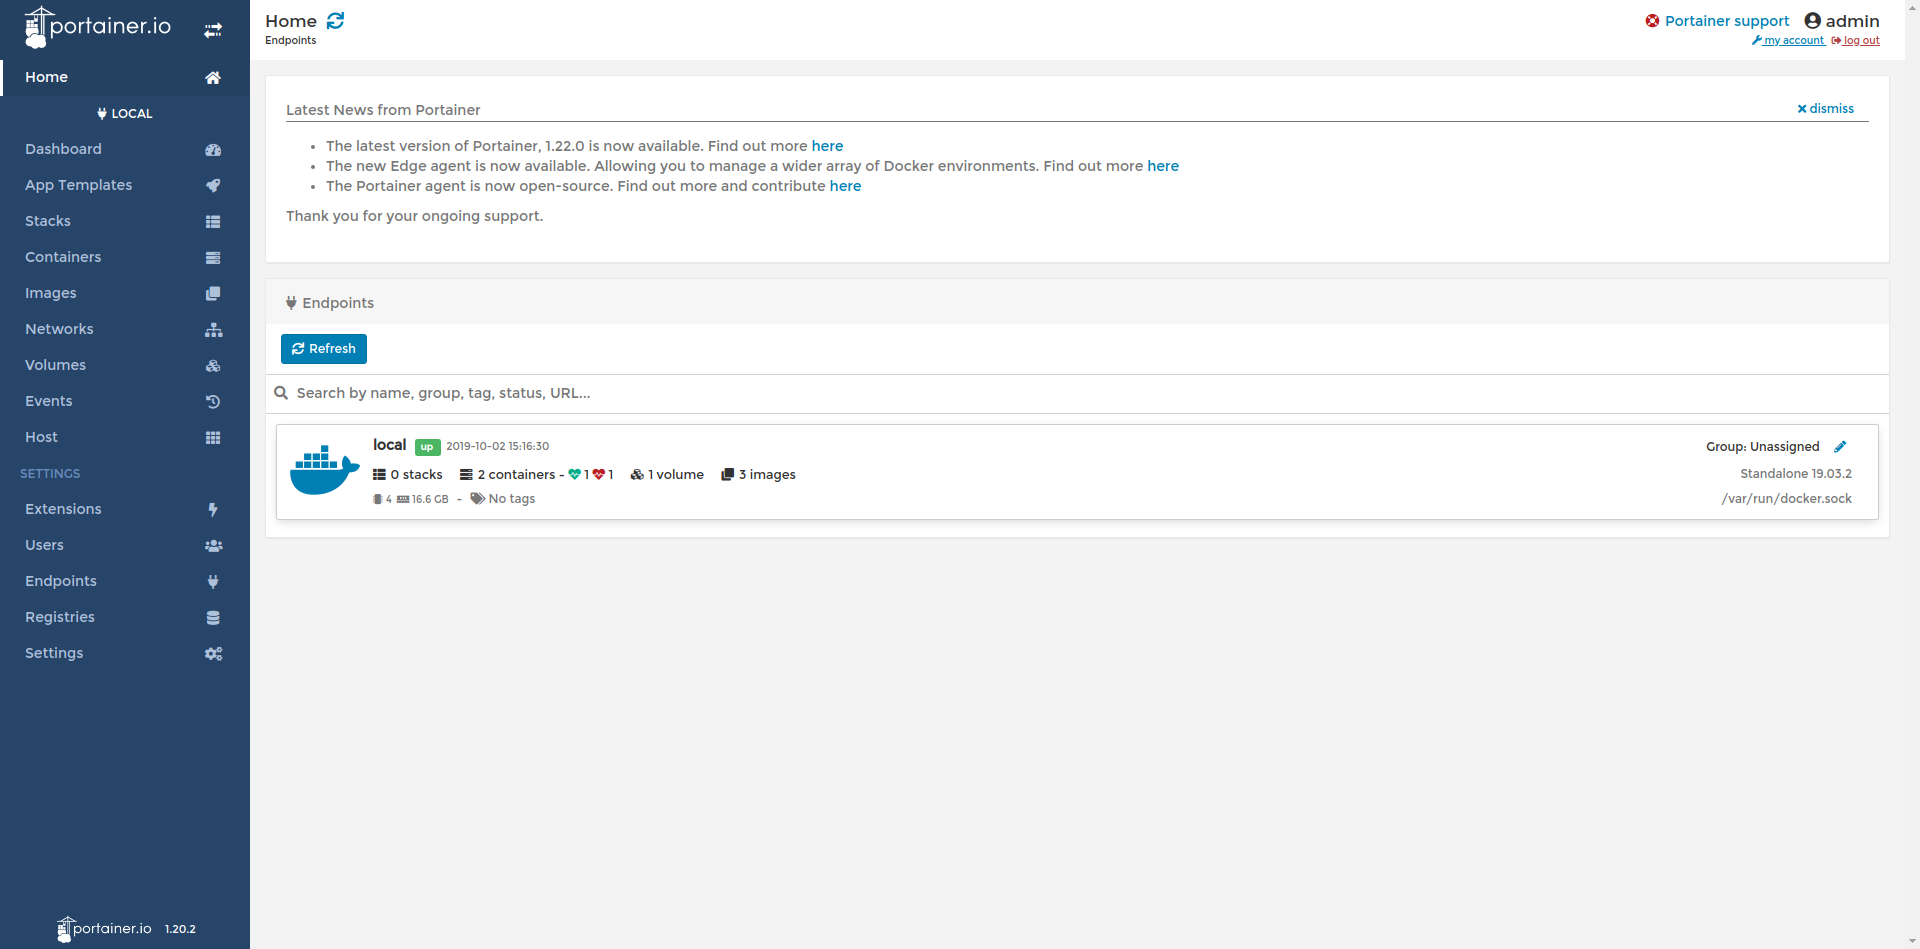 portainer.io
Home
LOCAL
Dashboard
App Templates
Stacks
Containers
Images
Networks
Volumes
Events
Host
SETTINGS
Extensions
Users
Endpoints
Registries
Settings
portainer.io 1.20.2
Home
Endpoints
Portainer support admin
my account log out
Latest News from Portainer
dismiss
The latest version of Portainer, 1.22.0 is now available. Find out more here
The new Edge agent is now available. Allowing you to manage a wider array of Docker environments. Find out more here
The Portainer agent is now open-source. Find out more and contribute here
Thank you for your ongoing support.
Endpoints
Refresh
Search by name, group, tag, status, URL...
local up 2019-10-02 15:16:30
Group: Unassigned
0 stacks 2 containers - 1 1 1 volume 3 images
Standalone 19.03.2
4 16.6 GB - No tags
/var/run/docker.sock